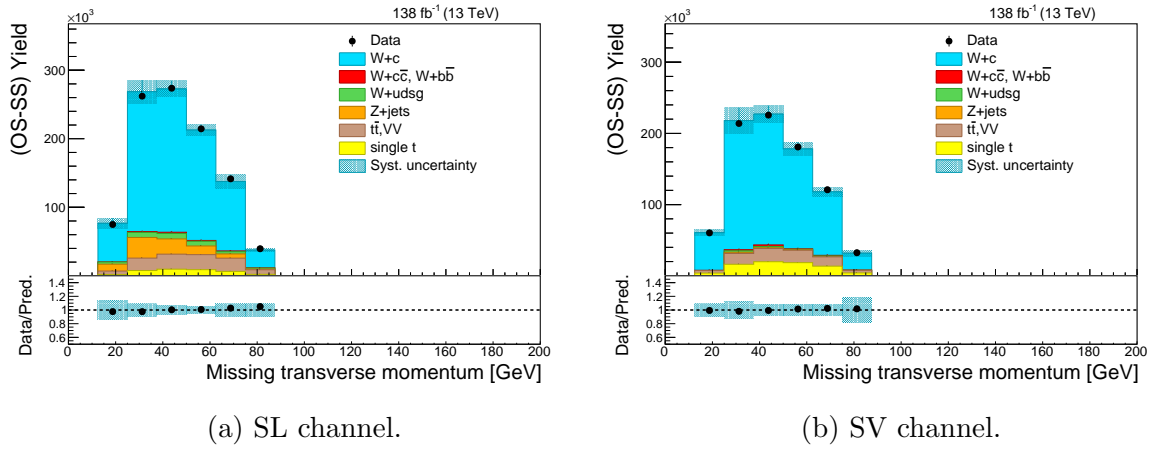 ×10³ 138 fb⁻¹ (13 TeV)
(OS-SS) Yield
300
200
100
Data
W+c
W+cc̅, W+bb̅
W+udsg
Z+jets
tt̅,VV
single t
Syst. uncertainty
Data/Pred.
1.4
1.2
1
0.8
0.6
0 20 40 60 80 100 120 140 160 180 200
Missing transverse momentum [GeV]
(a) SL channel.
×10³ 138 fb⁻¹ (13 TeV)
(OS-SS) Yield
300
200
100
Data
W+c
W+cc̅, W+bb̅
W+udsg
Z+jets
tt̅,VV
single t
Syst. uncertainty
Data/Pred.
1.4
1.2
1
0.8
0.6
0 20 40 60 80 100 120 140 160 180 200
Missing transverse momentum [GeV]
(b) SV channel.